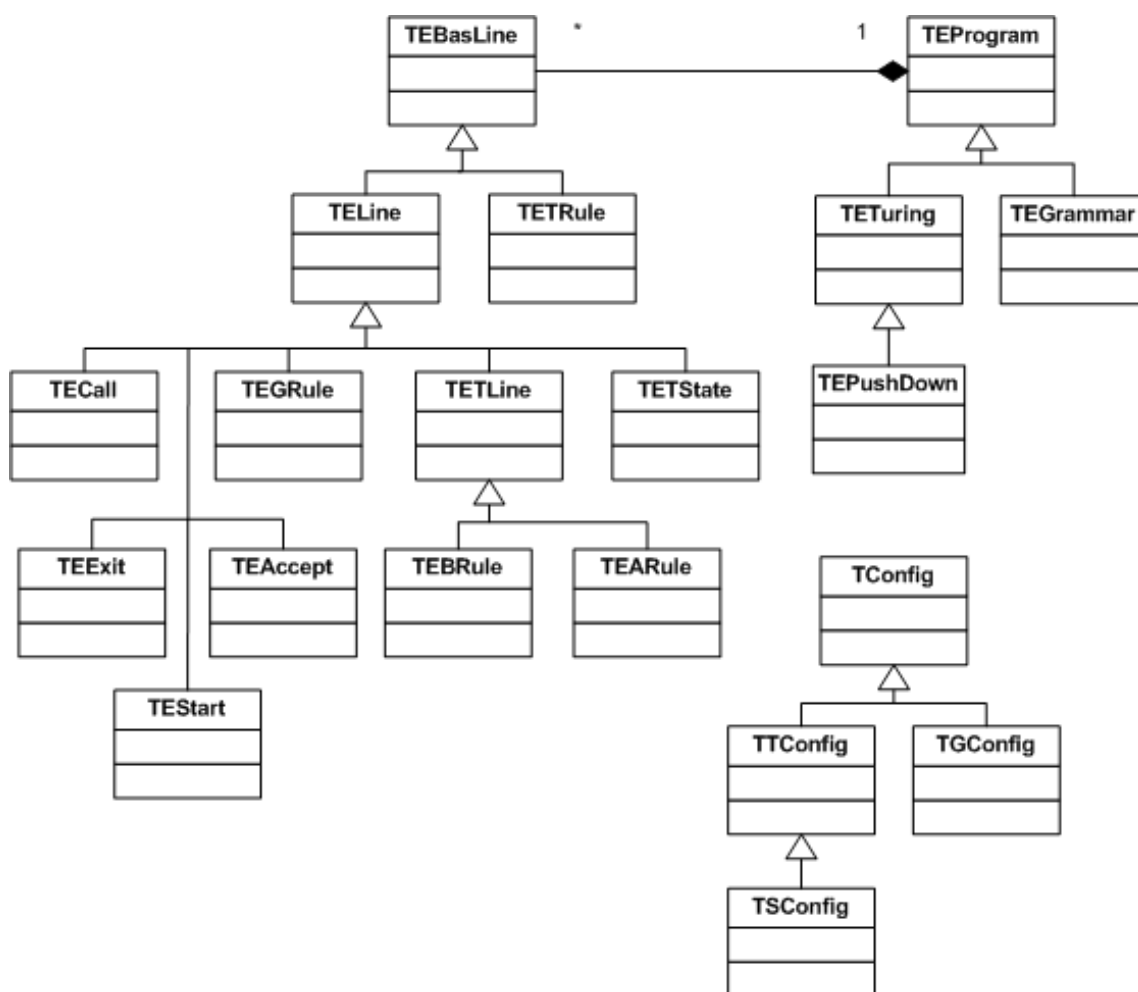 TEBasLine
*
1
TEProgram
TELine
TETRule
TETuring
TEGrammar
TECall
TEGRule
TETLine
TETState
TEPushDown
TEExit
TEAccept
TEBRule
TEARule
TConfig
TEStart
TTConfig
TGConfig
TSConfig